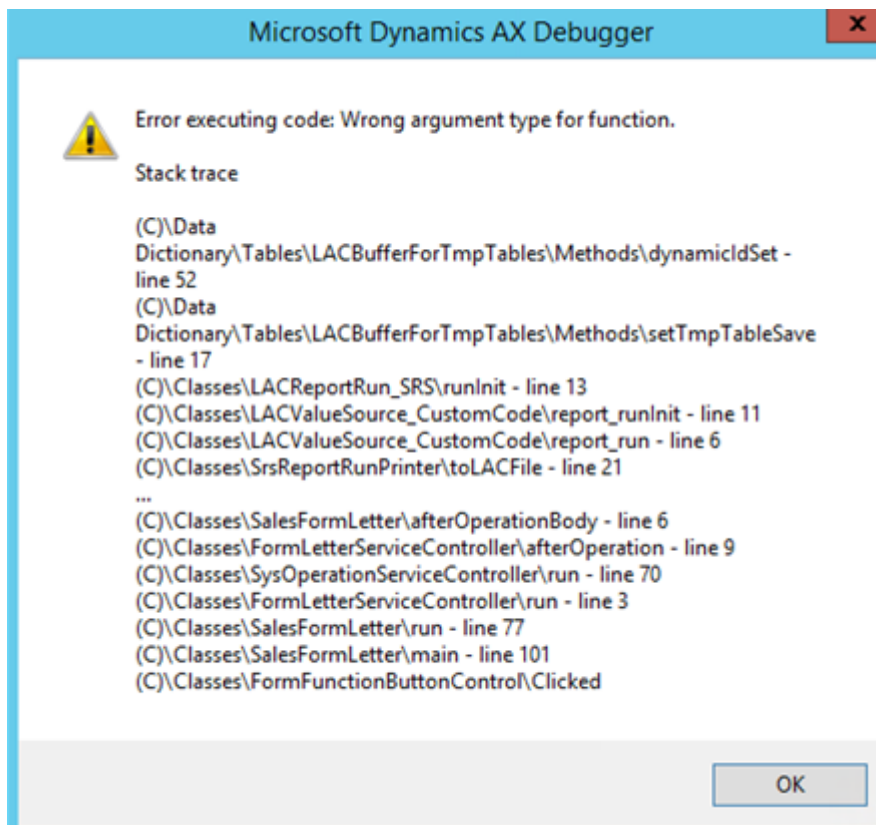 Microsoft Dynamics AX Debugger
x
Error executing code: Wrong argument type for function.
Stack trace
(C)\Data
Dictionary\Tables\LACBufferForTmpTables\Methods\dynamicIdSet -
line 52
(C)\Data
Dictionary\Tables\LACBufferForTmpTables\Methods\setTmpTableSave
- line 17
(C)\Classes\LACReportRun_SRS\runInit - line 13
(C)\Classes\LACValueSource_CustomCode\report_runInit - line 11
(C)\Classes\LACValueSource_CustomCode\report_run - line 6
(C)\Classes\SrsReportRunPrinter\toLACFile - line 21
...
(C)\Classes\SalesFormLetter\afterOperationBody - line 6
(C)\Classes\FormLetterServiceController\afterOperation - line 9
(C)\Classes\SysOperationServiceController\run - line 70
(C)\Classes\FormLetterServiceController\run - line 3
(C)\Classes\SalesFormLetter\run - line 77
(C)\Classes\SalesFormLetter\main - line 101
(C)\Classes\FormFunctionButtonControl\Clicked
OK